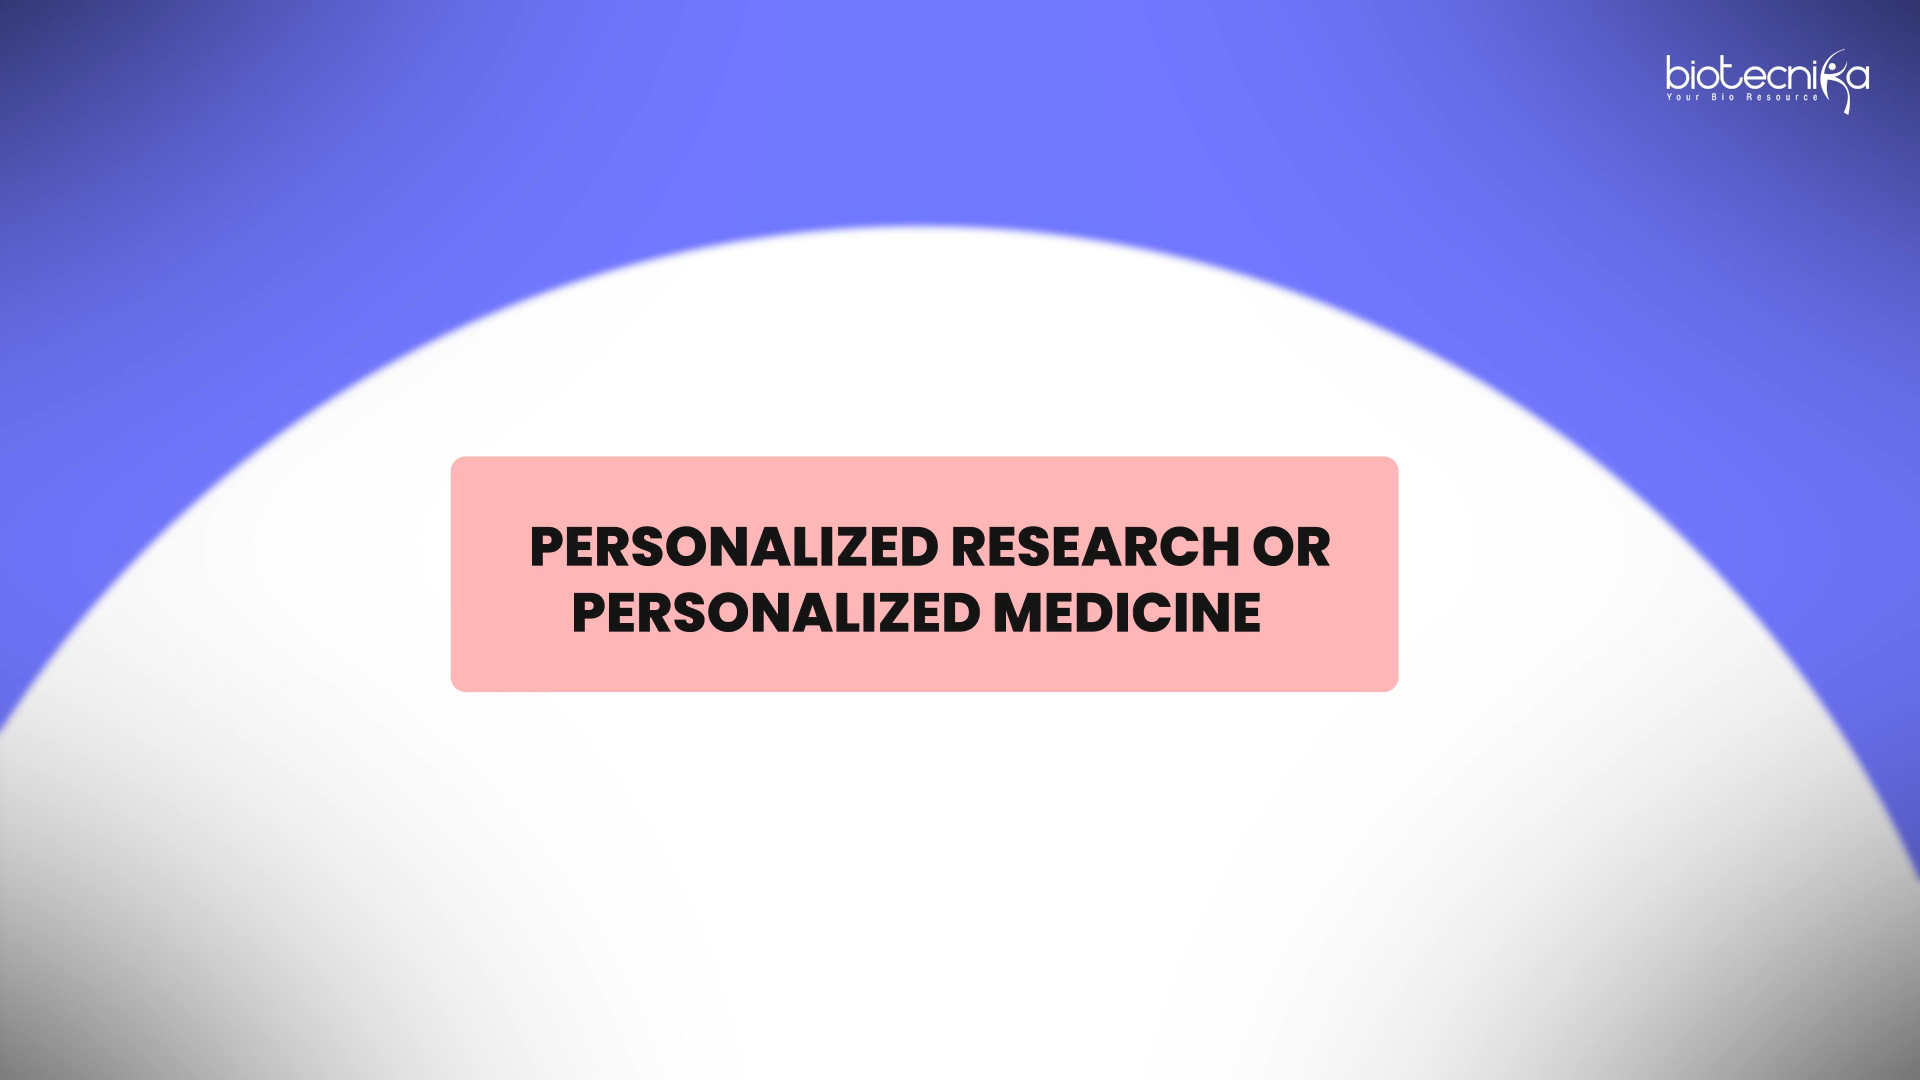 biotecnika
Your Bio Resource
PERSONALIZED RESEARCH OR
PERSONALIZED MEDICINE